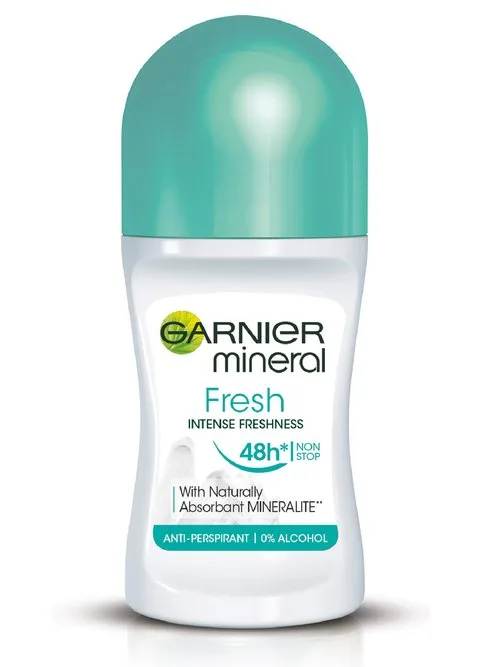 GARNIER
mineral
Fresh
INTENSE FRESHNESS
48h* | NON
STOP
With Naturally
Absorbant MINERALITE**
ANTI-PERSPIRANT | 0% ALCOHOL